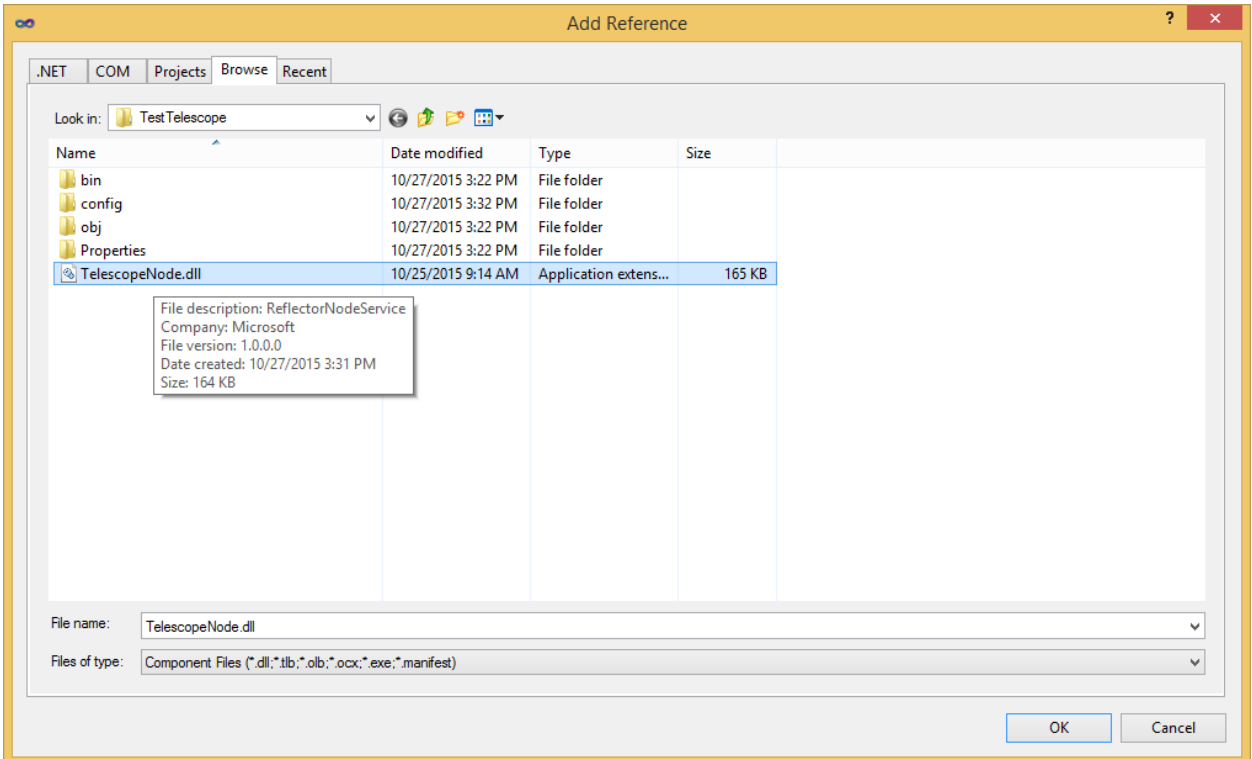 Add Reference
? x
.NET COM Projects Browse Recent
Look in: TestTelescope
Name Date modified Type Size
bin 10/27/2015 3:22 PM File folder
config 10/27/2015 3:32 PM File folder
obj 10/27/2015 3:22 PM File folder
Properties 10/27/2015 3:22 PM File folder
TelescopeNode.dll 10/25/2015 9:14 AM Application extens... 165 KB
File description: ReflectorNodeService
Company: Microsoft
File version: 1.0.0.0
Date created: 10/27/2015 3:31 PM
Size: 164 KB
File name: TelescopeNode.dll
Files of type: Component Files (*.dll;*.tlb;*.olb;*.ocx;*.exe;*.manifest)
OK Cancel